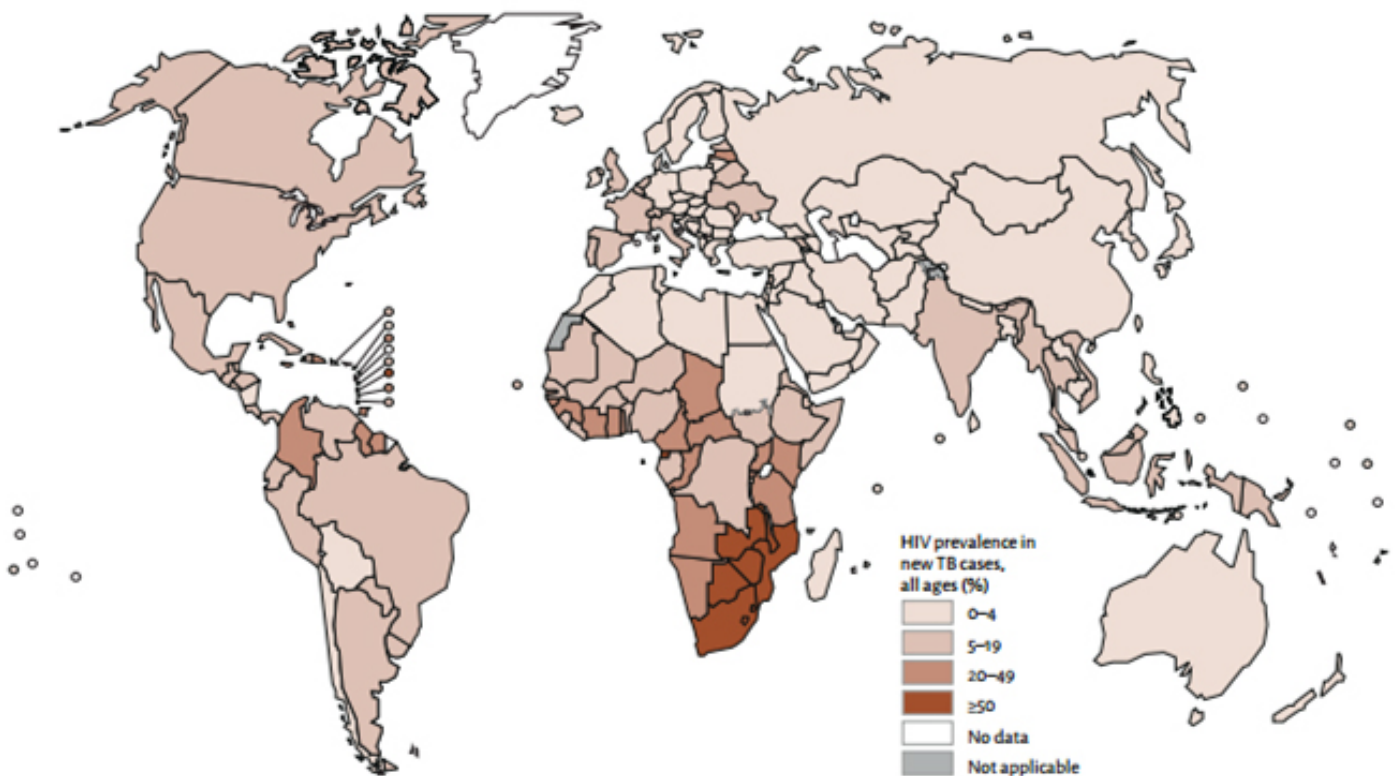 HIV prevalence in
new TB cases,
all ages (%)
0–4
5–19
20–49
≥50
No data
Not applicable